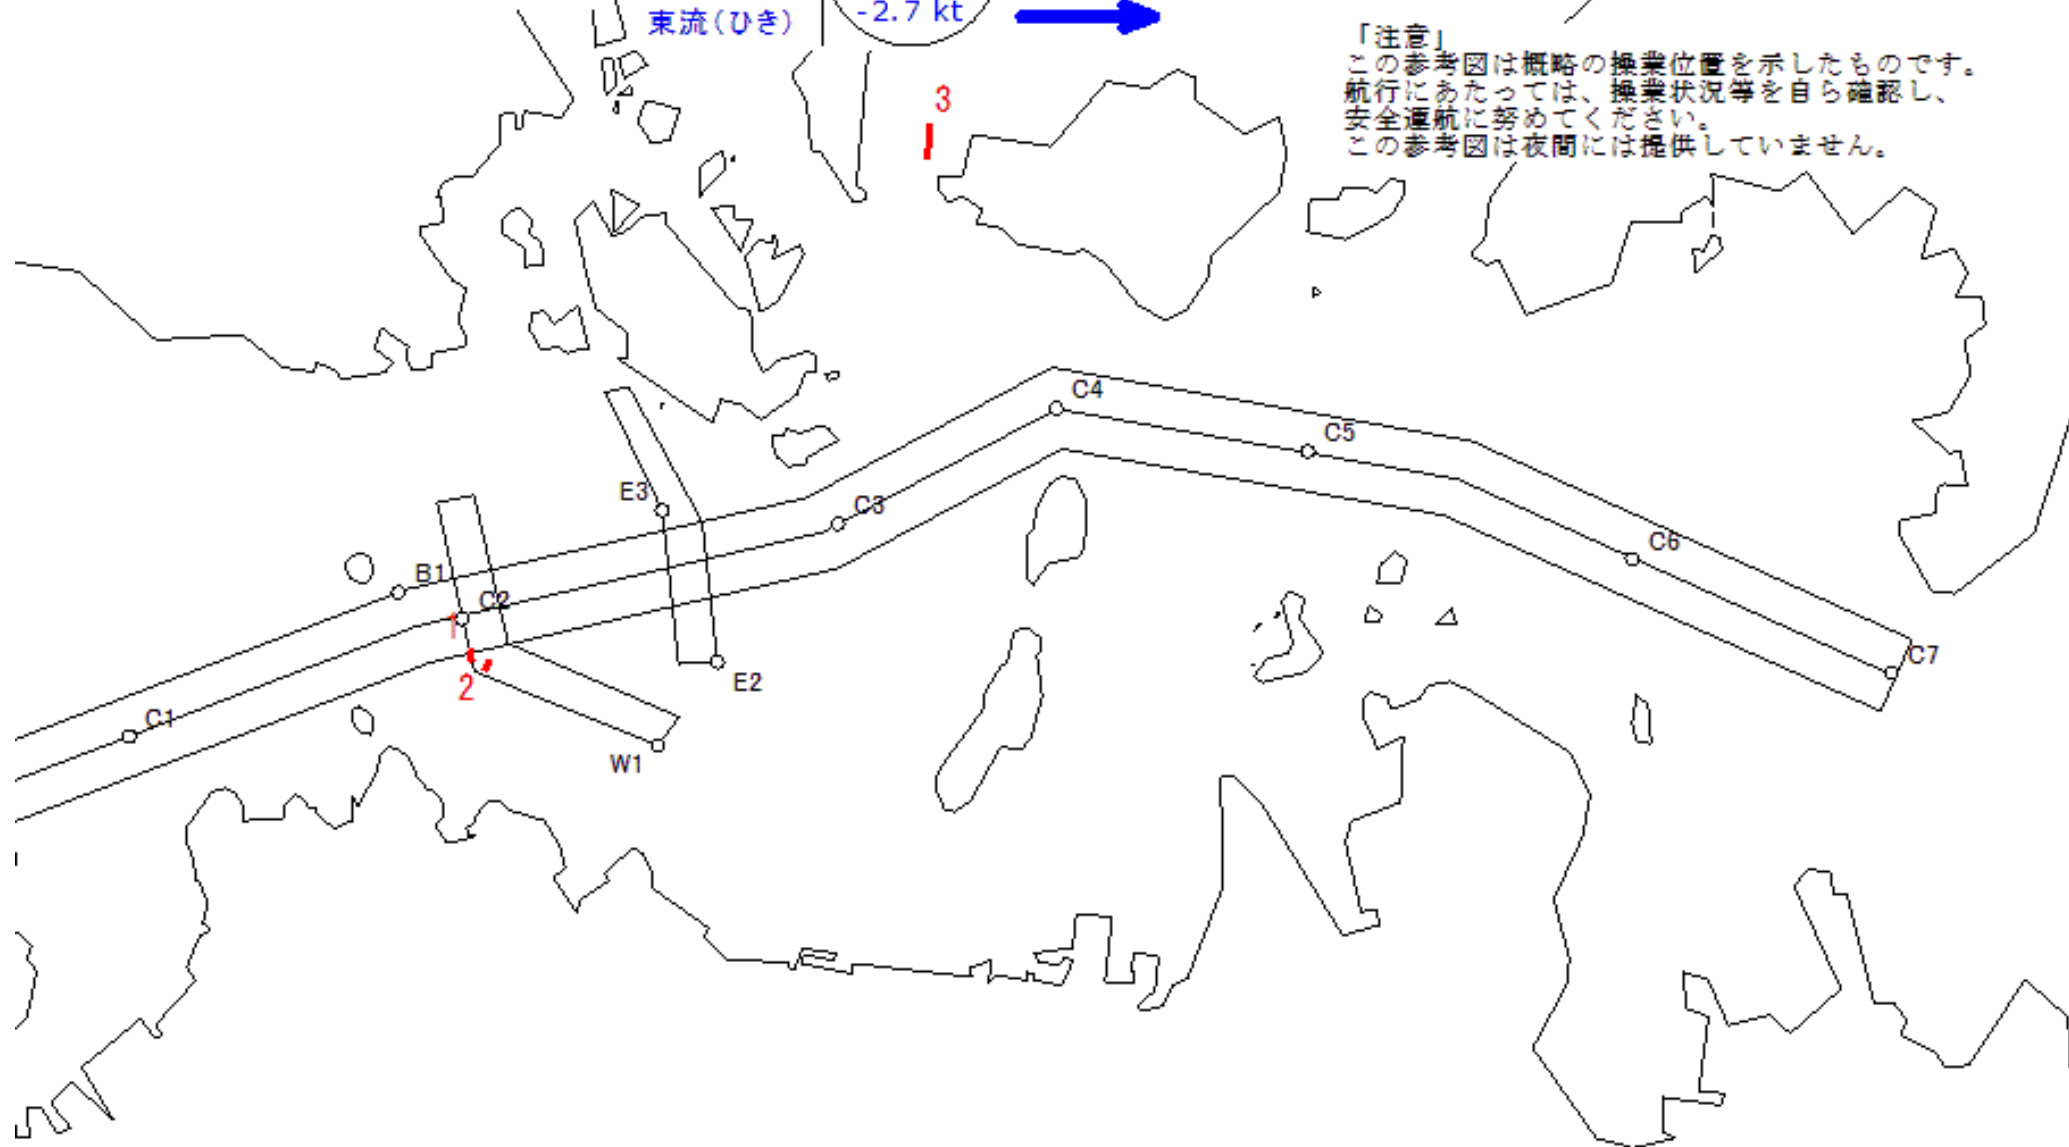 東流(ひき)
-2.7 kt
「注意」
この参考図は概略の操業位置を示したものです。
航行にあたっては、操業状況等を自ら確認し、
安全運航に努めてください。
この参考図は夜間には提供していません。
3
C4
C5
E3
C3
C6
B1
C2
1
C7
2
E2
C1
W1